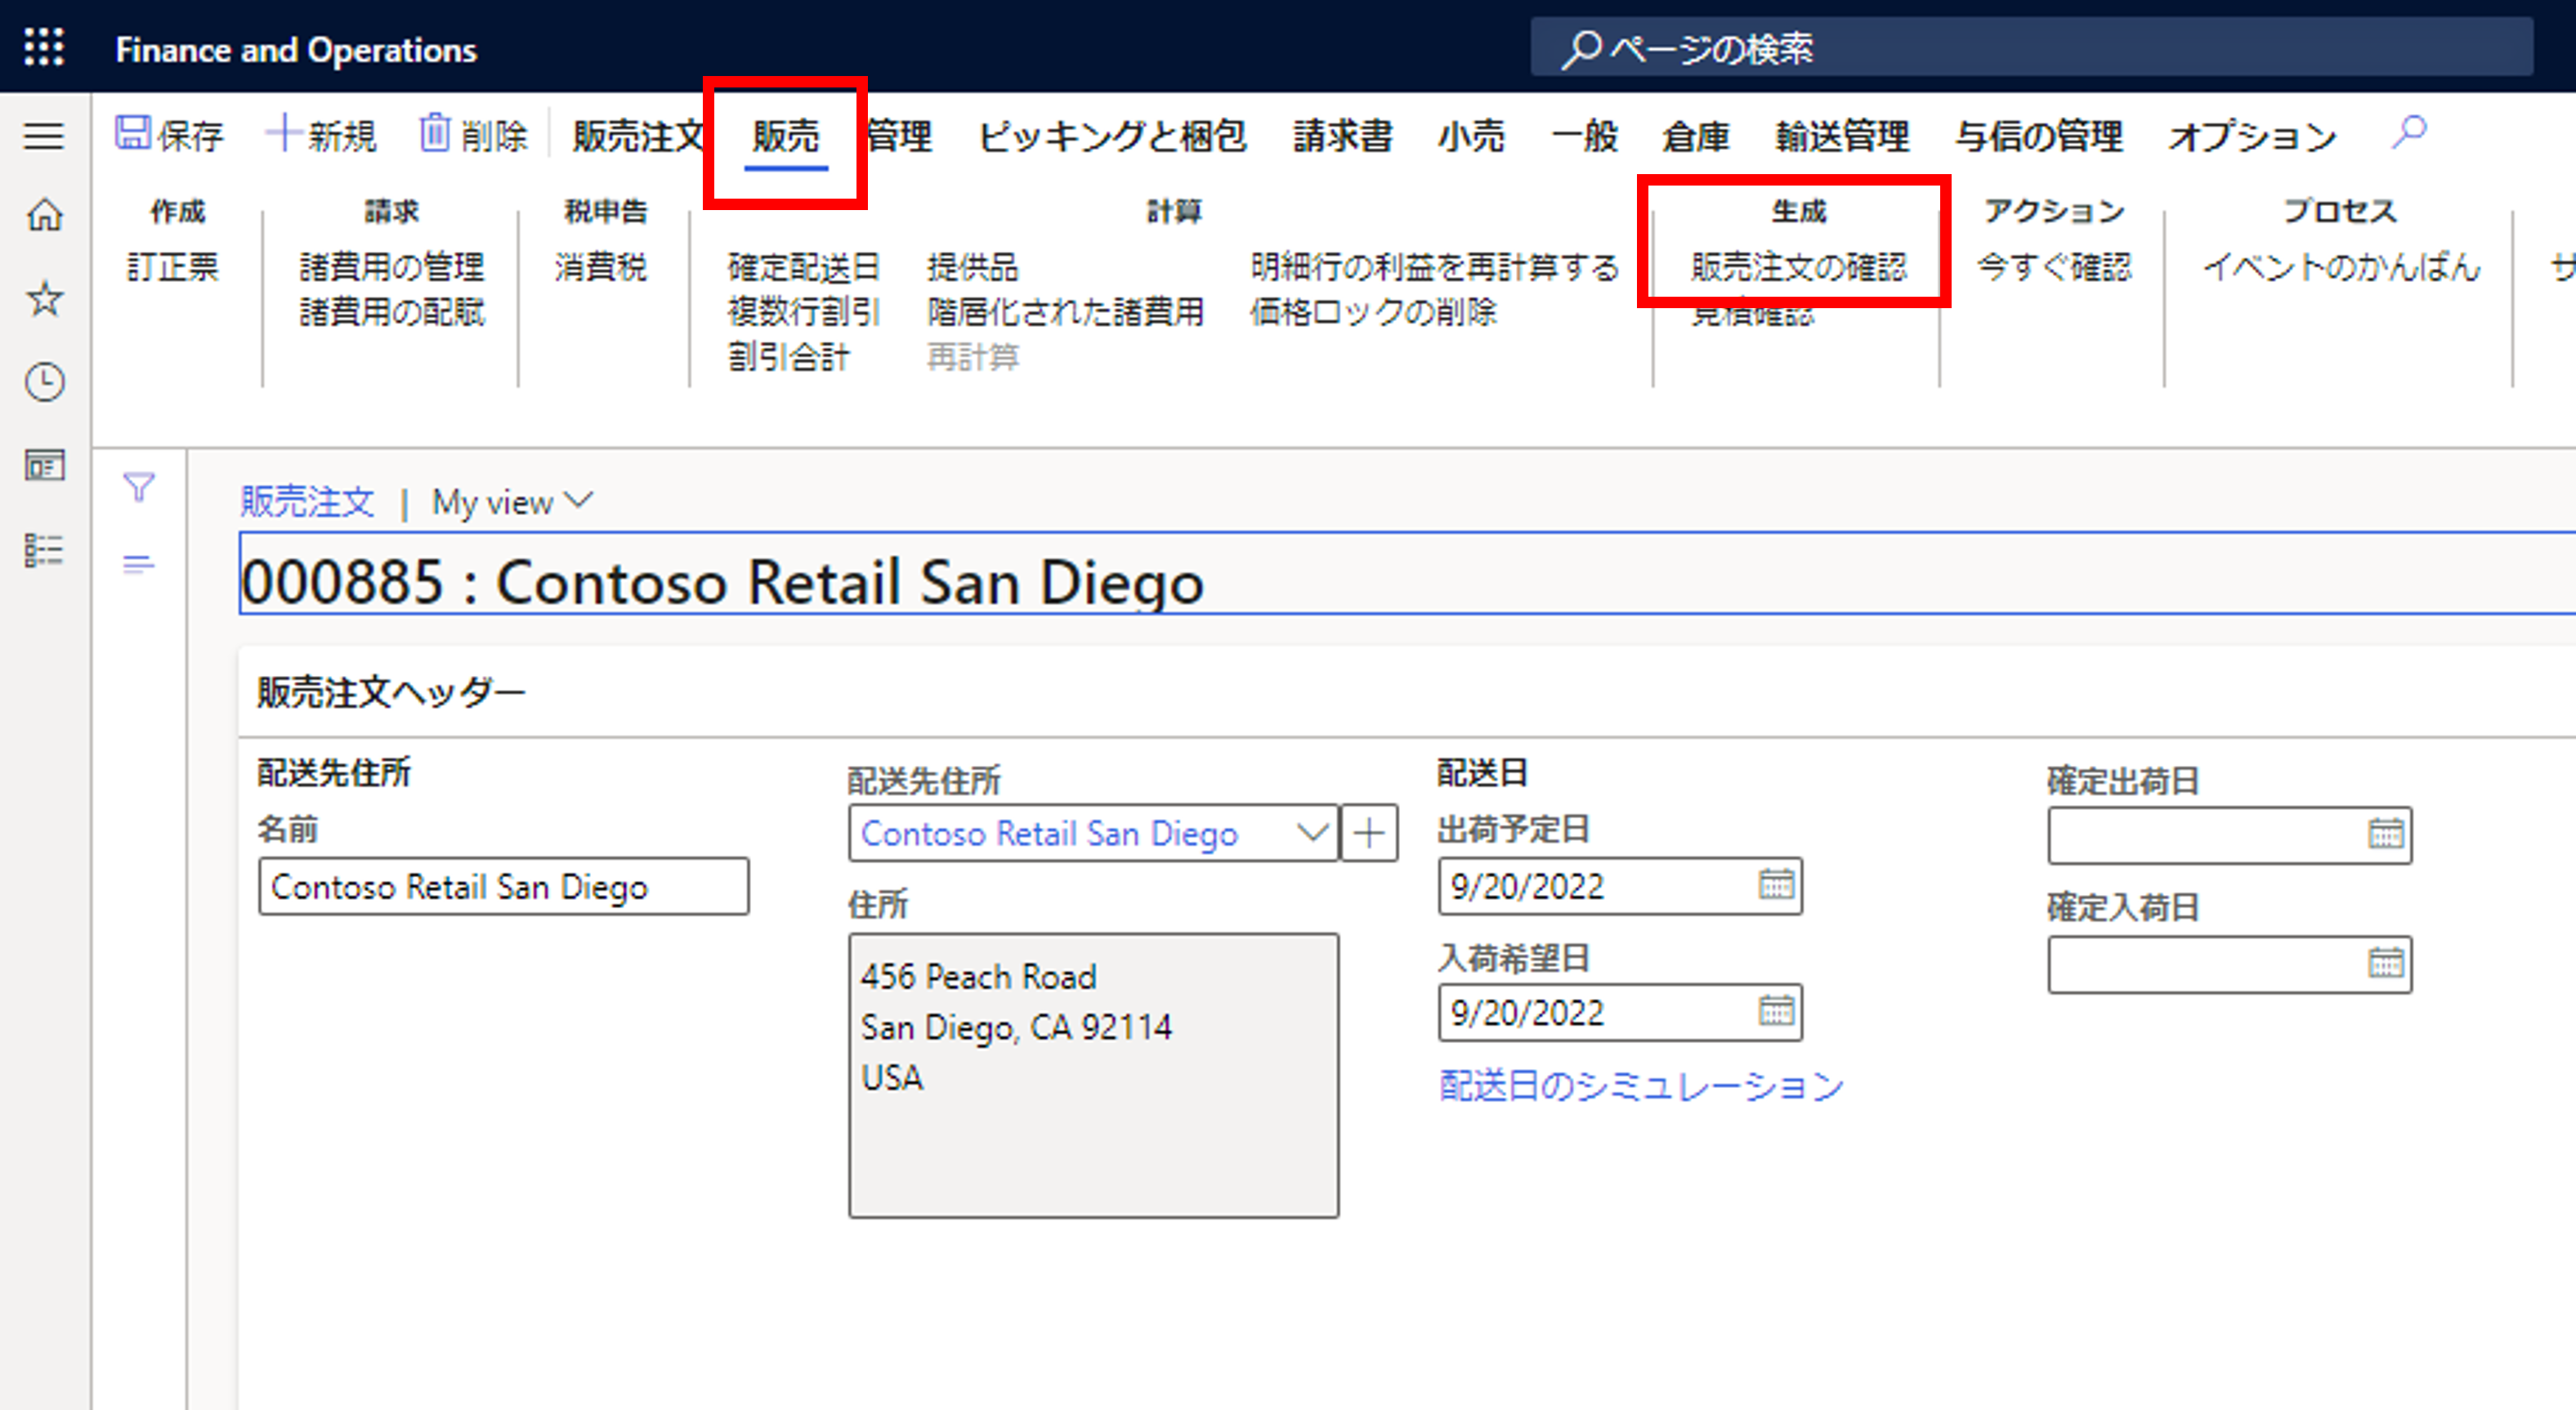 Finance and Operations
ページの検索
保存 新規 削除 販売注文 販売 管理 ピッキングと梱包 請求書 小売 一般 倉庫 輸送管理 与信の管理 オプション
作成 請求 税申告 計算 生成 アクション プロセス
訂正票 諸費用の管理 消費税 確定配送日 提供品 明細行の利益を再計算する 販売注文の確認 今すぐ確認 イベントのかんばん サ
諸費用の配賦 複数行割引 階層化された諸費用 価格ロックの削除 見積確認
割引合計 再計算
販売注文 | My view
000885 : Contoso Retail San Diego
販売注文ヘッダー
配送先住所
名前
Contoso Retail San Diego
配送先住所
Contoso Retail San Diego
住所
456 Peach Road
San Diego, CA 92114
USA
配送日
出荷予定日
9/20/2022
入荷希望日
9/20/2022
配送日のシミュレーション
確定出荷日
確定入荷日